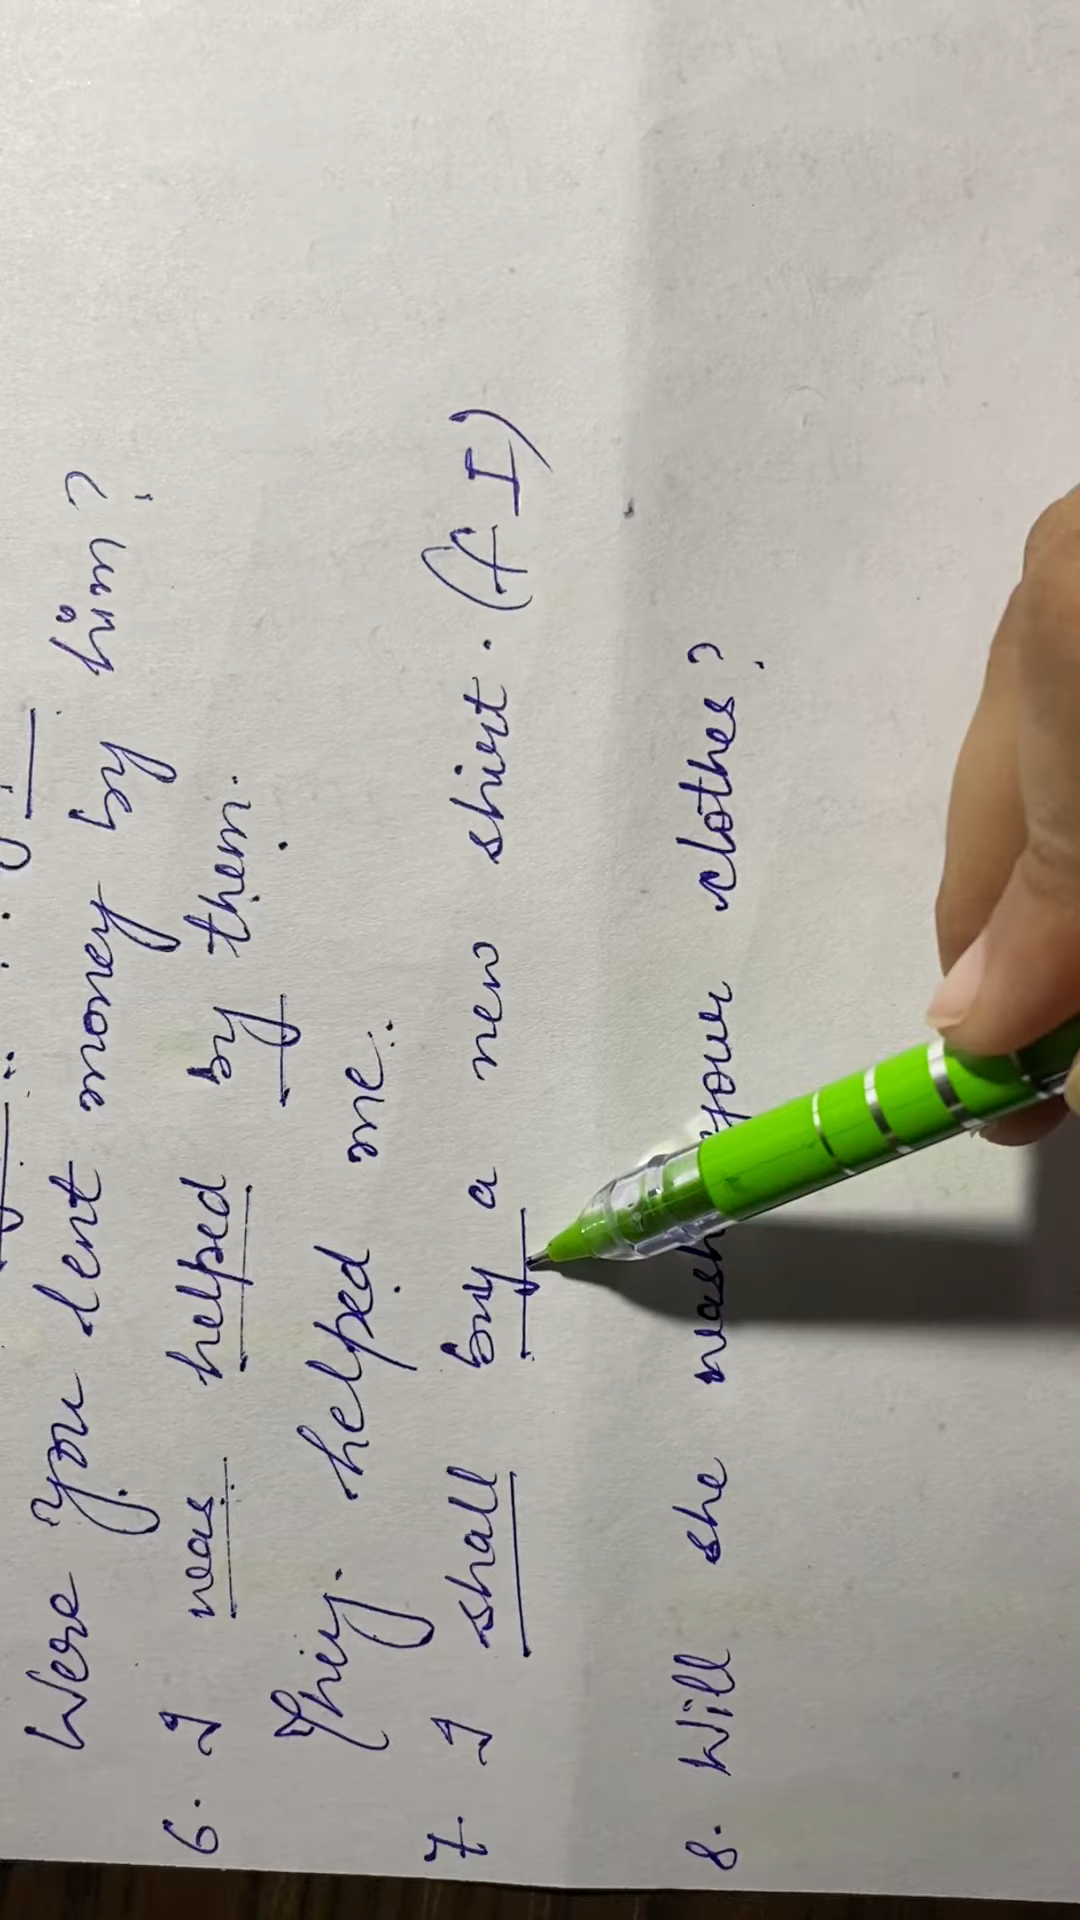 Were you lent money by him?
6. I was helped by them.
They helped me.
7. I shall buy a new shirt. (f I)
8. Will she wash your clothes?